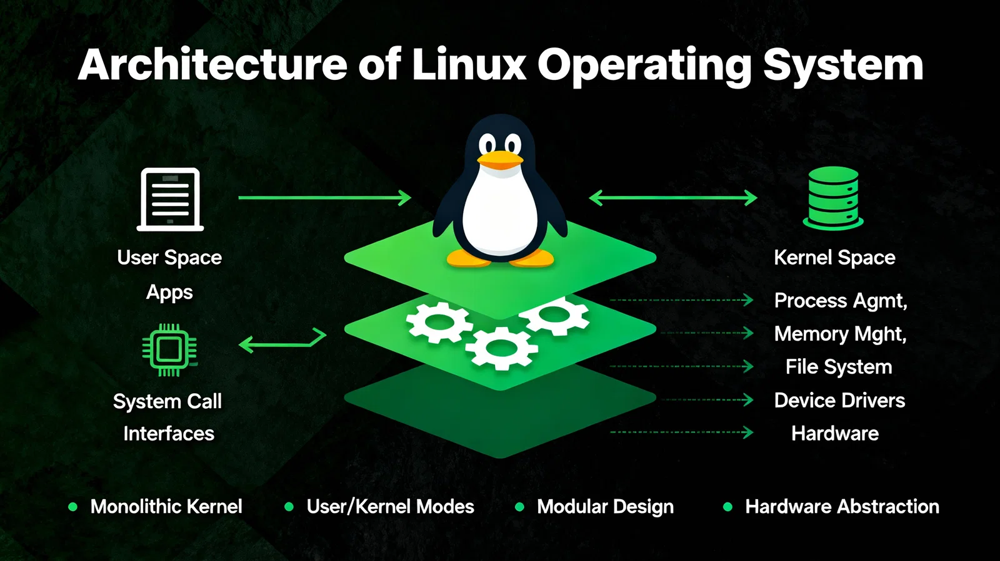 Architecture of Linux Operating System
User Space
Apps
System Call
Interfaces
Kernel Space
Process Agmt,
Memory Mght,
File System
Device Drivers
Hardware
Monolithic Kernel
User/Kernel Modes
Modular Design
Hardware Abstraction